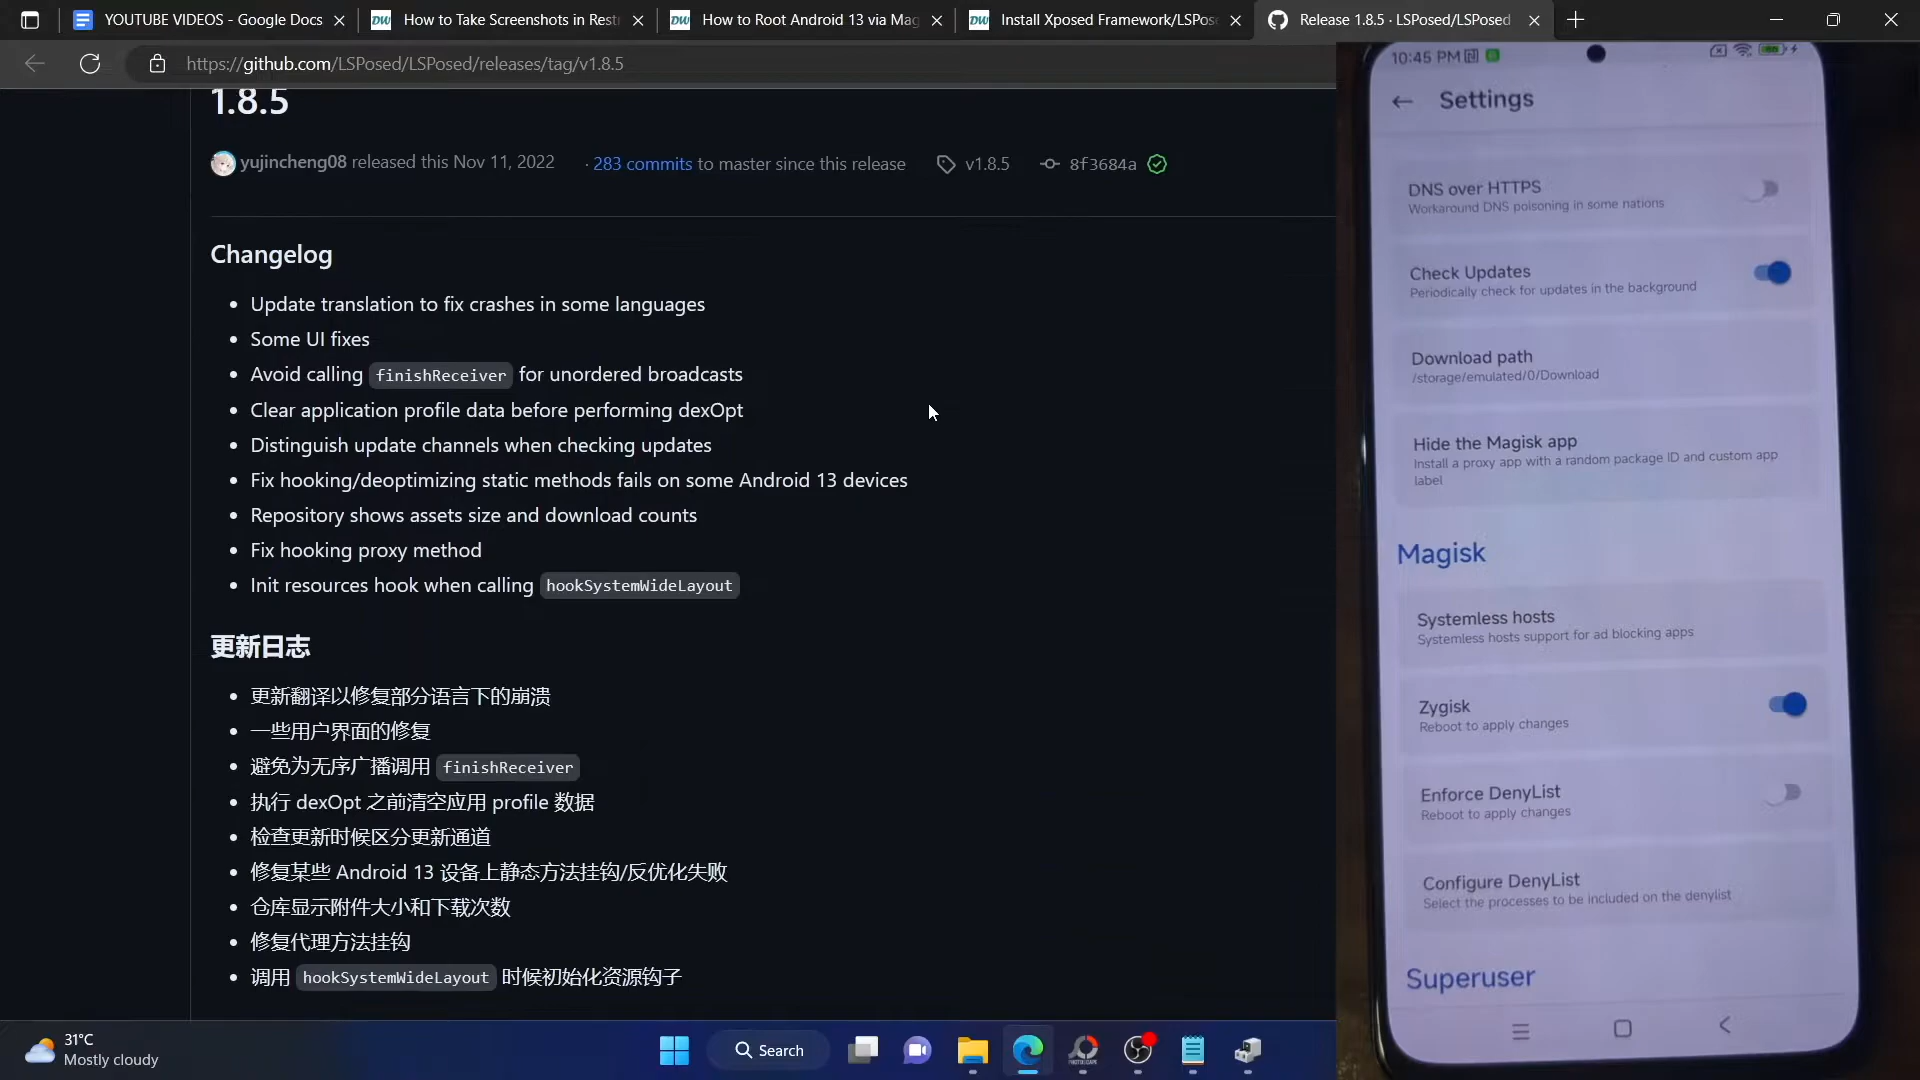 YOUTUBE VIDEOS - Google Docs
How to Take Screenshots in Rest
How to Root Android 13 via Mag
Install Xposed Framework/LSPos
Release 1.8.5 · LSPosed/LSPosed
https://github.com/LSPosed/LSPosed/releases/tag/v1.8.5
1.8.5
yujincheng08 released this Nov 11, 2022 · 283 commits to master since this release v1.8.5 8f3684a
Changelog
• Update translation to fix crashes in some languages
• Some UI fixes
• Avoid calling finishReceiver for unordered broadcasts
• Clear application profile data before performing dexOpt
• Distinguish update channels when checking updates
• Fix hooking/deoptimizing static methods fails on some Android 13 devices
• Repository shows assets size and download counts
• Fix hooking proxy method
• Init resources hook when calling hookSystemWideLayout
更新日志
• 更新翻译以修复部分语言下的崩溃
• 一些用户界面的修复
• 避免为无序广播调用 finishReceiver
• 执行 dexOpt 之前清空应用 profile 数据
• 检查更新时候区分更新通道
• 修复某些 Android 13 设备上静态方法挂钩/反优化失败
• 仓库显示附件大小和下载次数
• 修复代理方法挂钩
• 调用 hookSystemWideLayout 时候初始化资源钩子
31°C
Mostly cloudy
Search
10:45 PM
Settings
DNS over HTTPS
Workaround DNS poisoning in some nations
Check Updates
Periodically check for updates in the background
Download path
/storage/emulated/0/Download
Hide the Magisk app
Install a proxy app with a random package ID and custom app
label
Magisk
Systemless hosts
Systemless hosts support for ad blocking apps
Zygisk
Reboot to apply changes
Enforce DenyList
Reboot to apply changes
Configure DenyList
Select the processes to be included on the denylist
Superuser